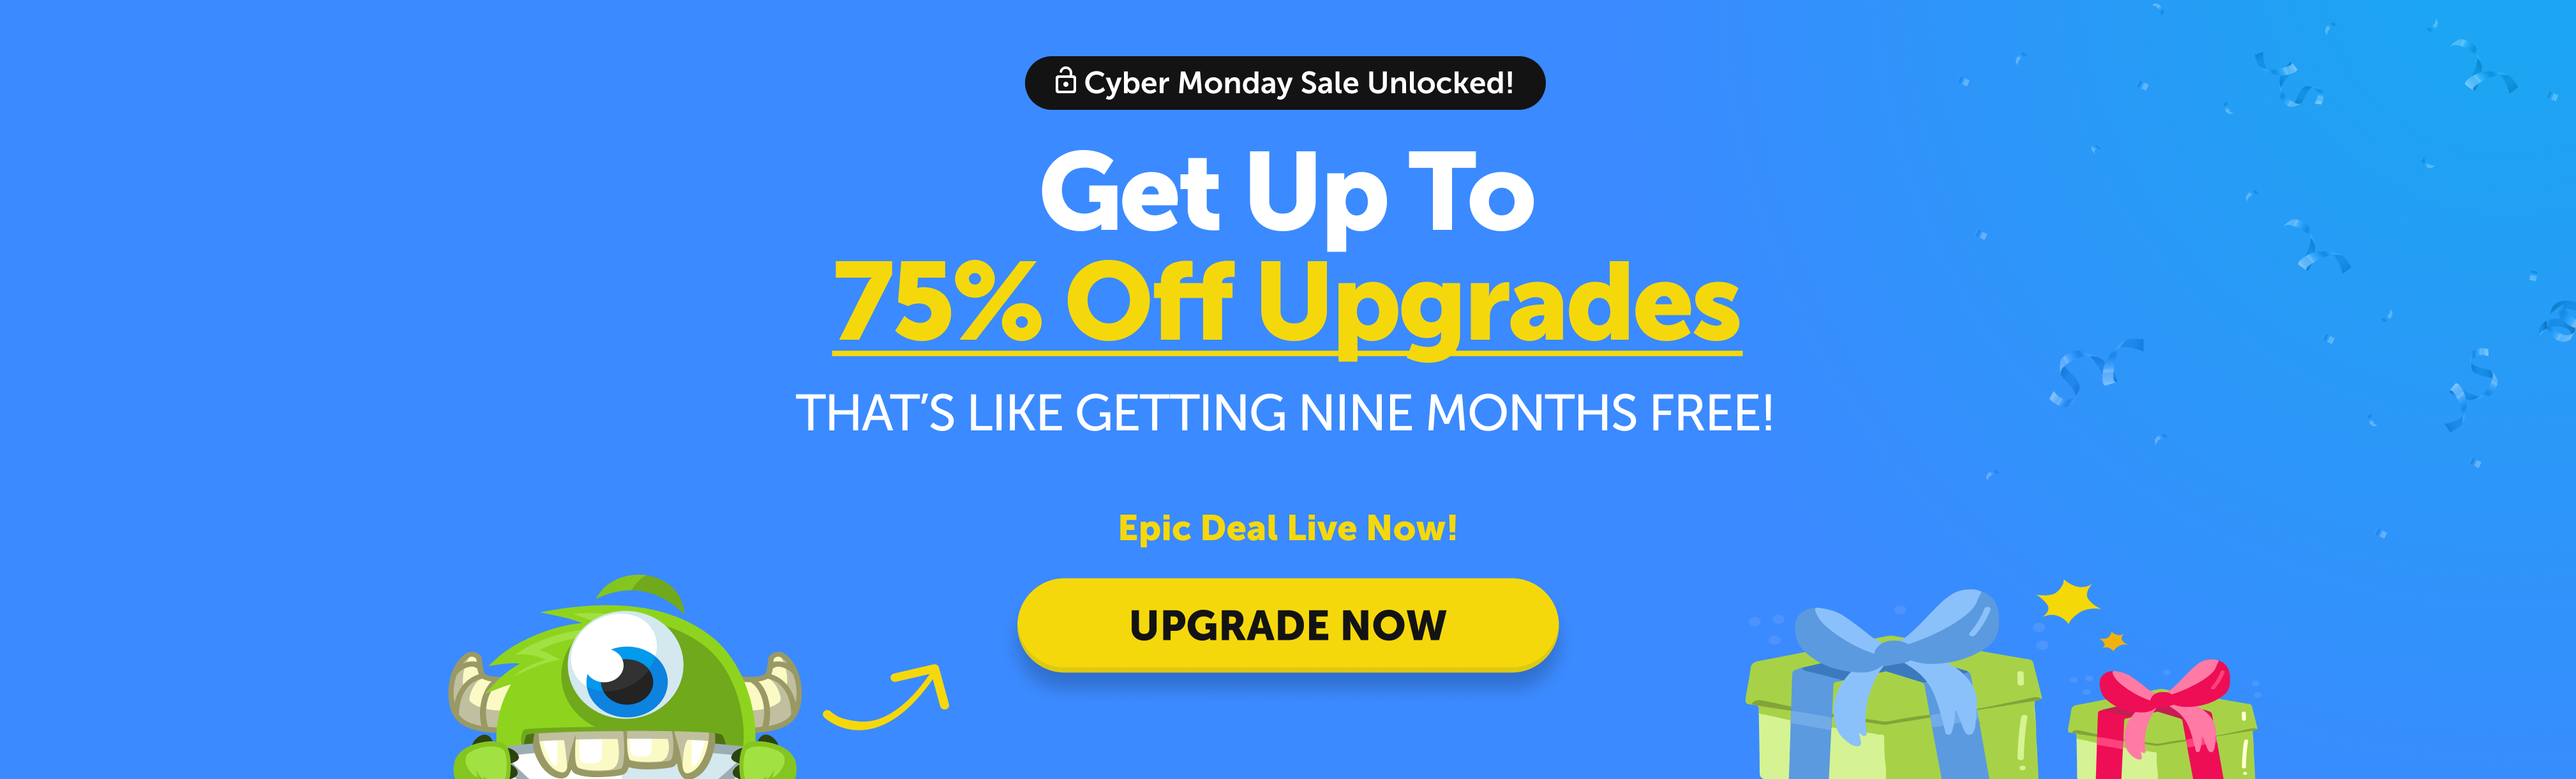 Cyber Monday Sale Unlocked!
Get Up To
75% Off Upgrades
THAT’S LIKE GETTING NINE MONTHS FREE!
Epic Deal Live Now!
UPGRADE NOW